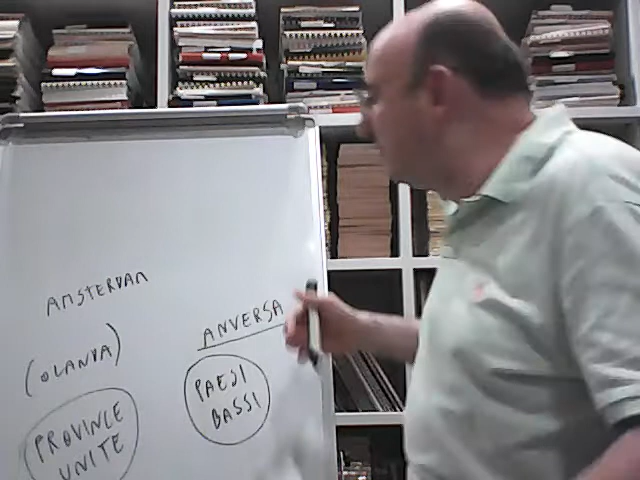 AMSTERDAM
(OLANDA)
PROVINCE
UNITE
ANVERSA
PAESI
BASSI